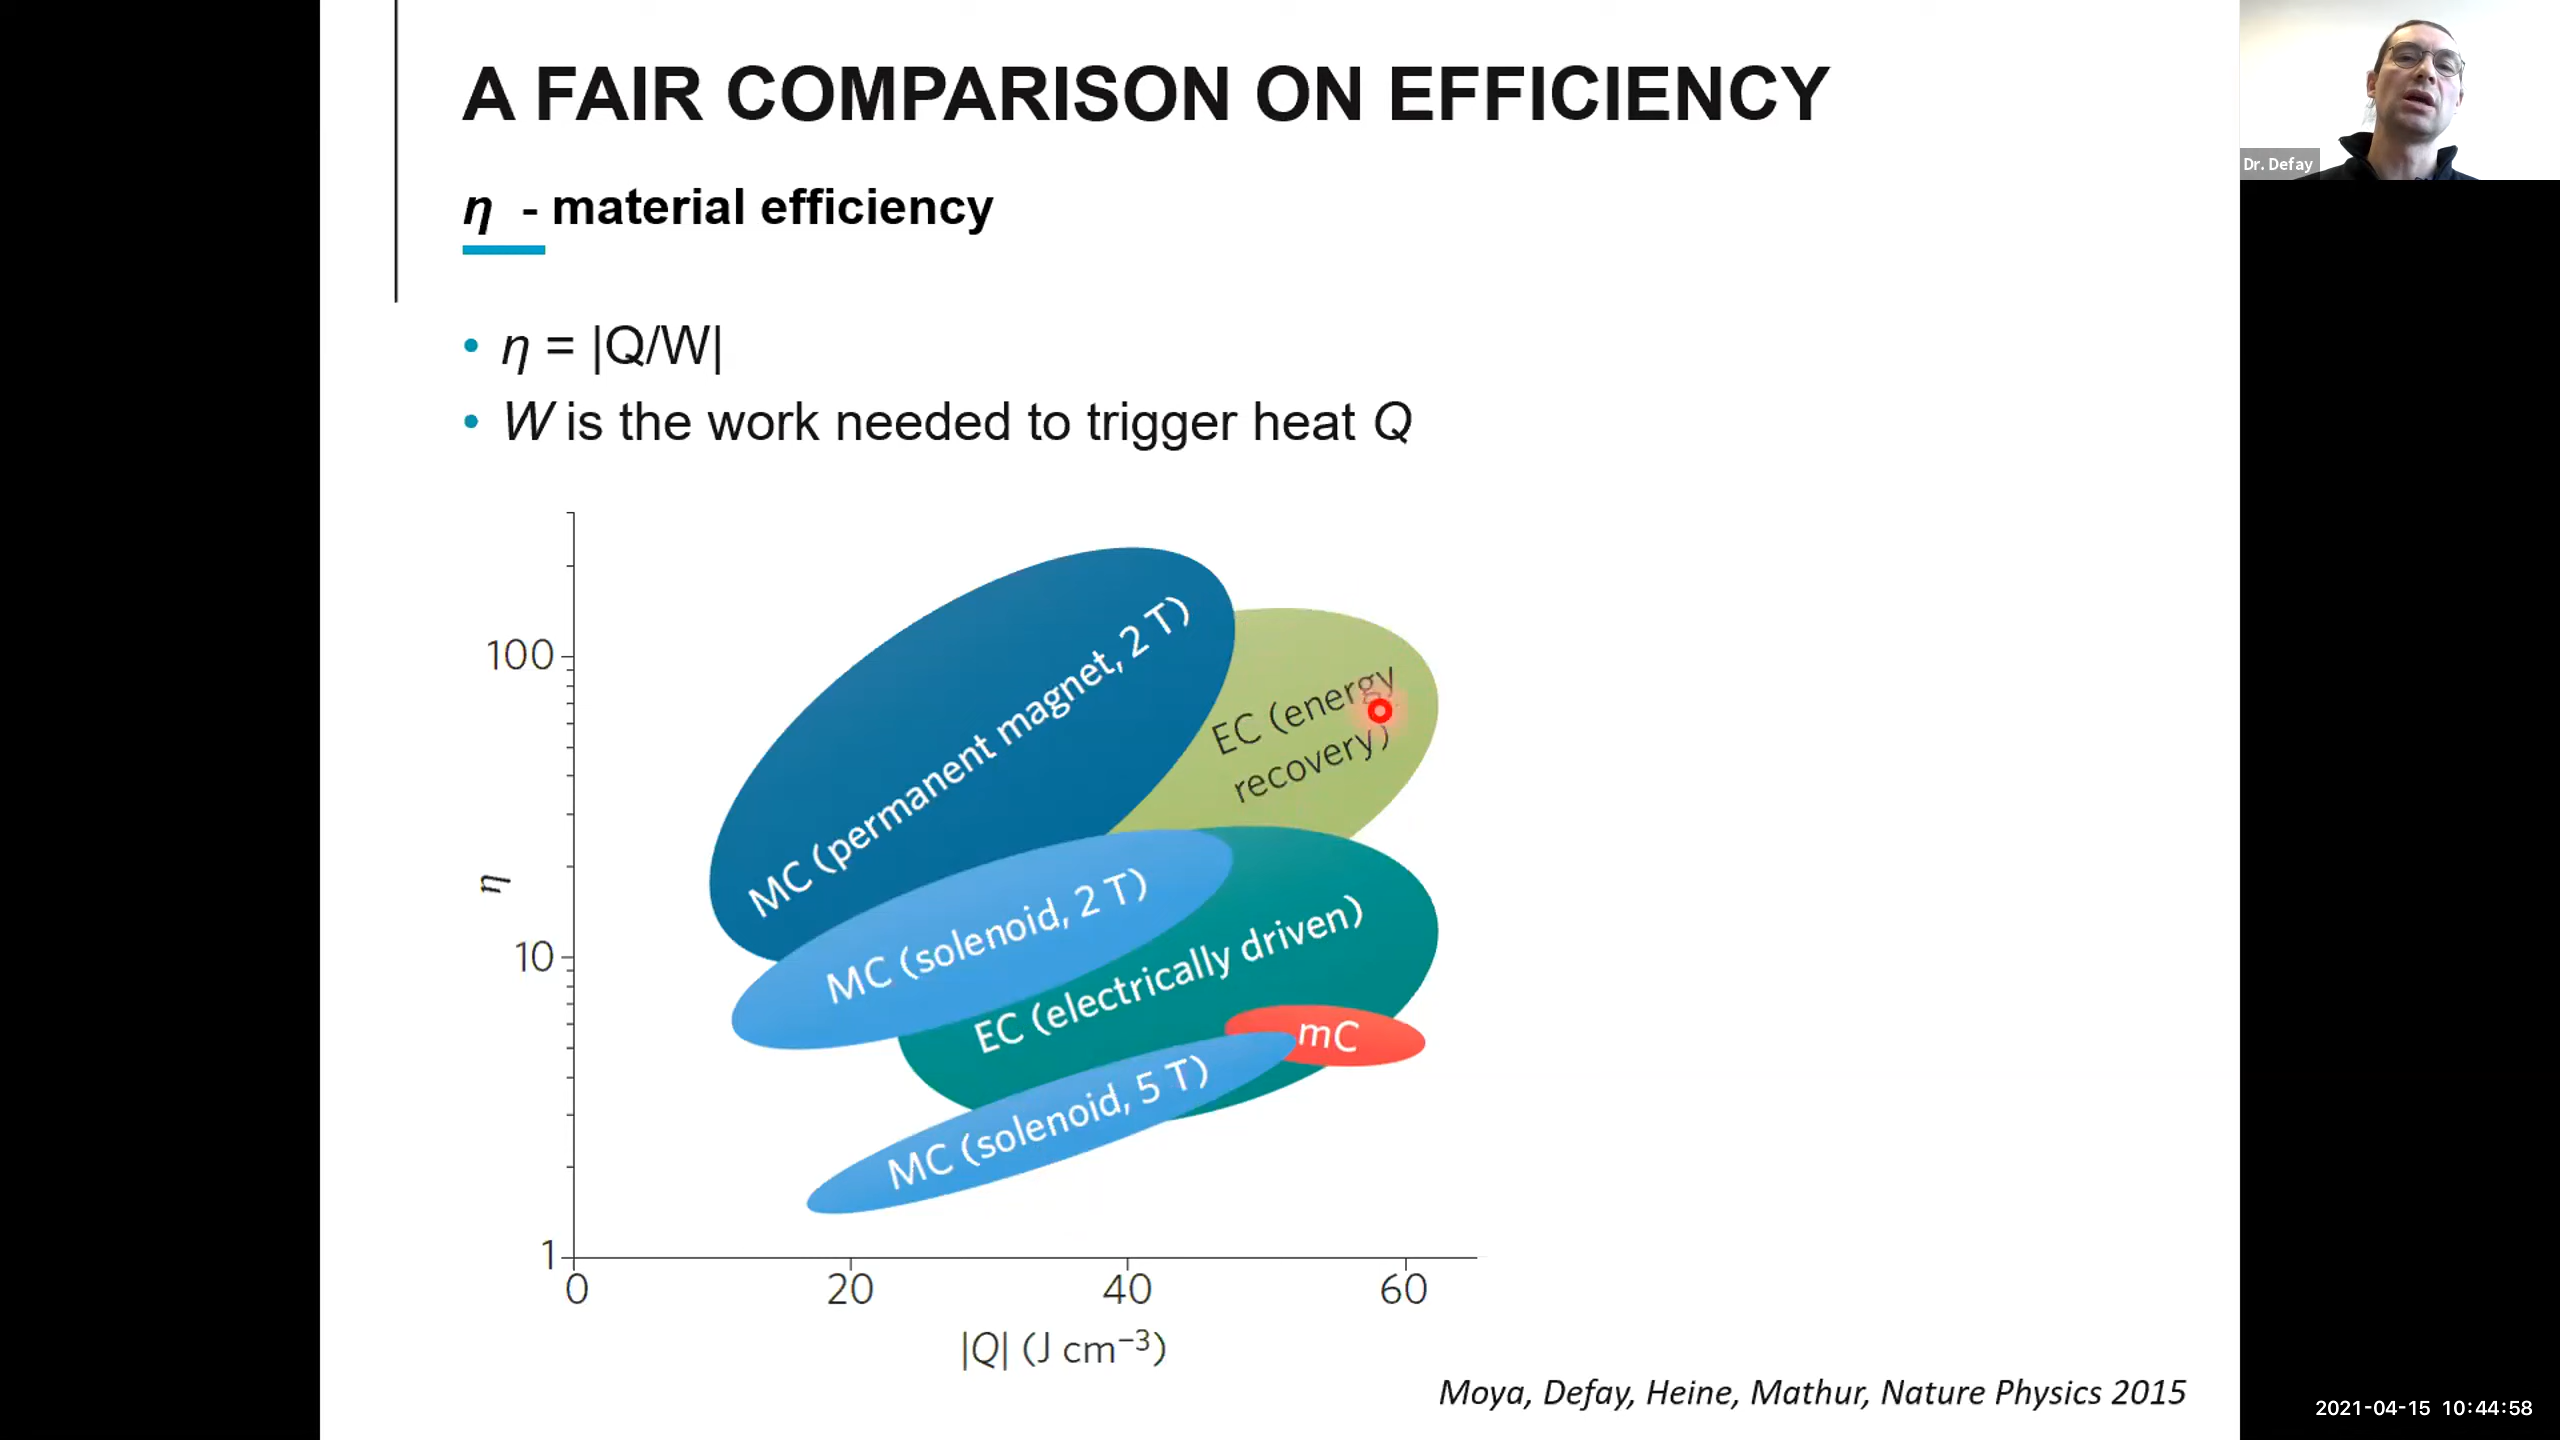 A FAIR COMPARISON ON EFFICIENCY
η - material efficiency
• η = |Q/W|
• W is the work needed to trigger heat Q
100
10
1
η
MC (permanent magnet, 2 T)
EC (energy
recovery)
MC (solenoid, 2 T)
EC (electrically driven)
mC
MC (solenoid, 5 T)
0 20 40 60
|Q| (J cm⁻³)
Moya, Defay, Heine, Mathur, Nature Physics 2015
Dr. Defay
2021-04-15 10:44:58